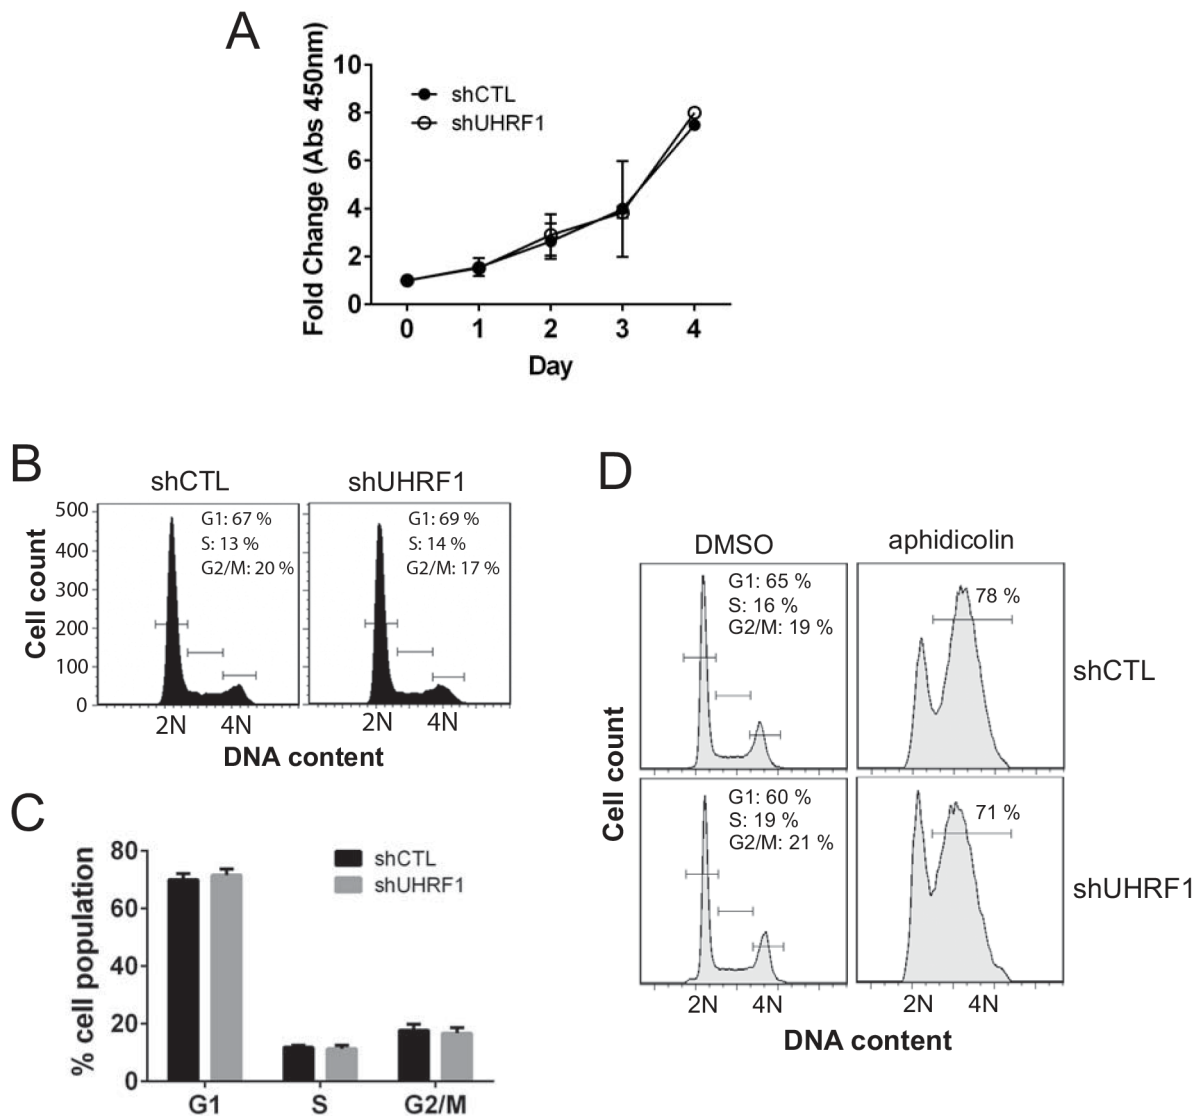 A
Fold Change (Abs 450nm)
10
8
6
4
2
0
shCTL
shUHRF1
0 1 2 3 4
Day
B
shCTL
shUHRF1
Cell count
500
400
300
200
100
0
G1: 67 %
S: 13 %
G2/M: 20 %
G1: 69 %
S: 14 %
G2/M: 17 %
2N 4N
2N 4N
DNA content
C
% cell population
80
60
40
20
0
shCTL
shUHRF1
G1 S G2/M
D
DMSO
aphidicolin
Cell count
G1: 65 %
S: 16 %
G2/M: 19 %
78 %
shCTL
G1: 60 %
S: 19 %
G2/M: 21 %
71 %
shUHRF1
2N 4N
2N 4N
DNA content